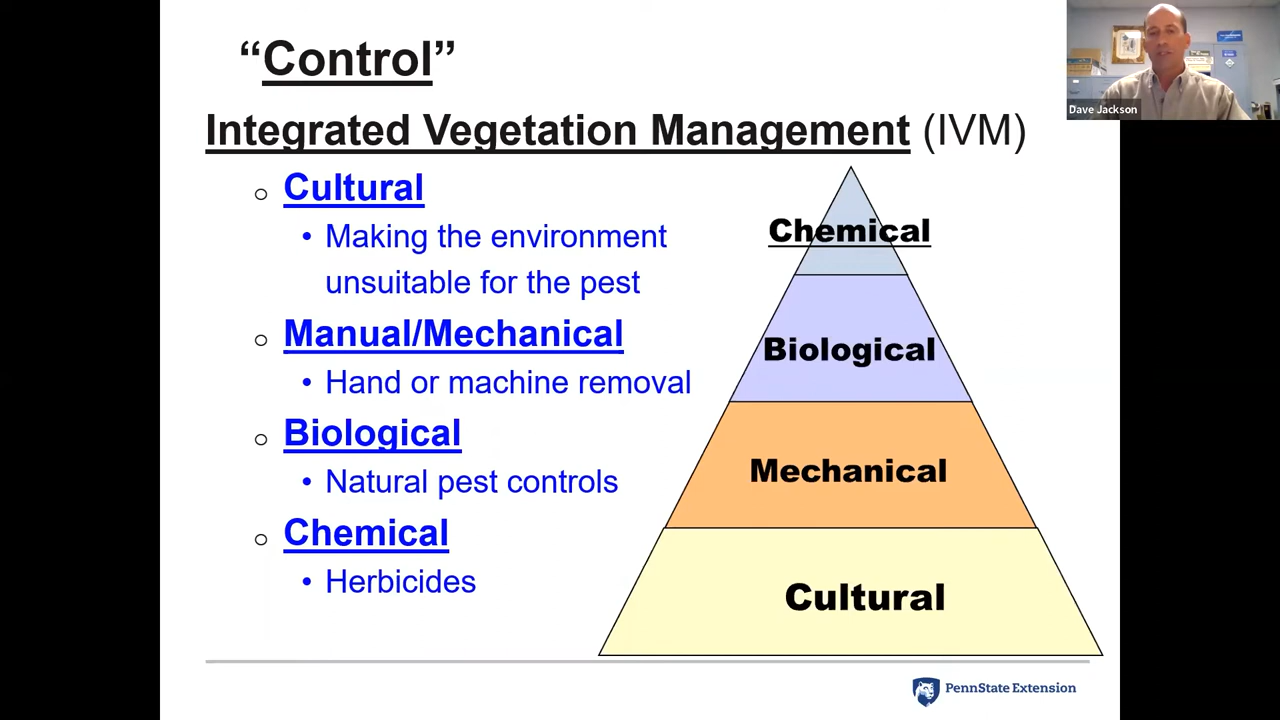 “Control”
Integrated Vegetation Management (IVM)
Cultural
Making the environment
unsuitable for the pest
Manual/Mechanical
Hand or machine removal
Biological
Natural pest controls
Chemical
Herbicides
Chemical
Biological
Mechanical
Cultural
PennState Extension
Dave Jackson